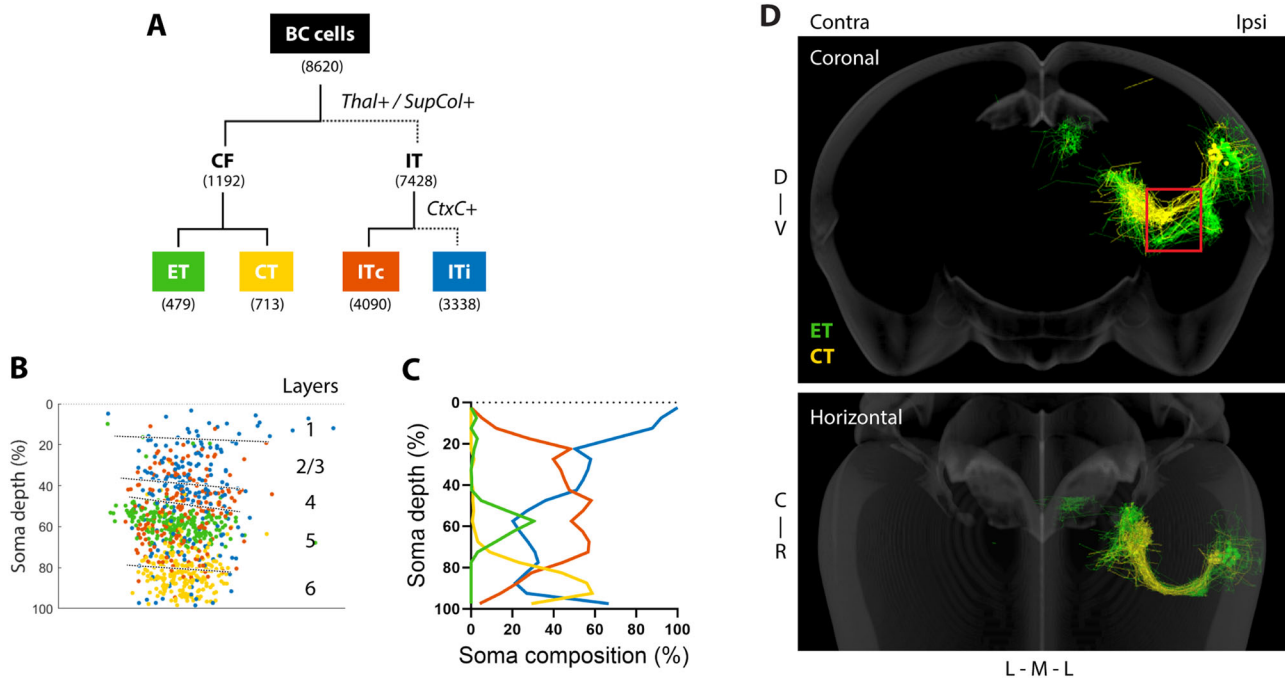 A
BC cells
(8620)
Thal+ / SupCol+
CF
(1192)
IT
(7428)
CtxC+
ET
CT
ITc
ITi
(479)
(713)
(4090)
(3338)
B
Layers
Soma depth (%)
0
20
40
60
80
100
1
2/3
4
5
6
C
Soma depth (%)
0
20
40
60
80
100
0 20 40 60 80 100
Soma composition (%)
D
Contra
Ipsi
Coronal
D
V
ET
CT
Horizontal
C
R
L - M - L